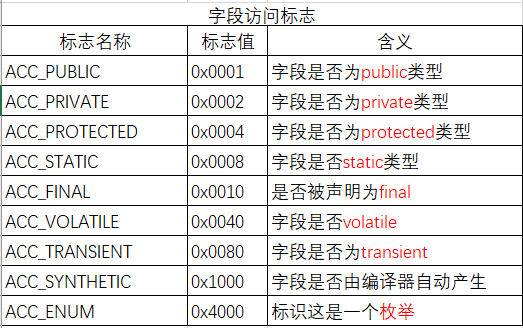 字段访问标志
标志名称 标志值 含义
ACC_PUBLIC 0x0001 字段是否为public类型
ACC_PRIVATE 0x0002 字段是否为private类型
ACC_PROTECTED 0x0004 字段是否为protected类型
ACC_STATIC 0x0008 字段是否static类型
ACC_FINAL 0x0010 是否被声明为final
ACC_VOLATILE 0x0040 字段是否volatile
ACC_TRANSIENT 0x0080 字段是否为transient
ACC_SYNTHETIC 0x1000 字段是否由编译器自动产生
ACC_ENUM 0x4000 标识这是一个枚举